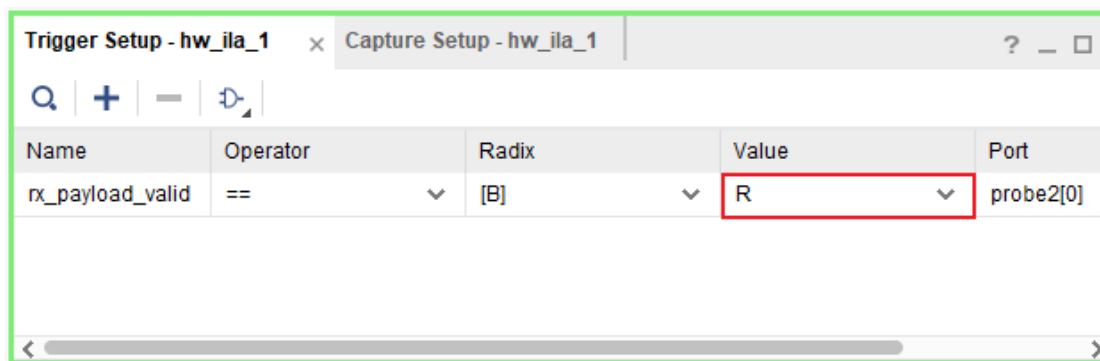 Trigger Setup - hw_ila_1 × Capture Setup - hw_ila_1 ? _
Name Operator Radix Value Port
rx_payload_valid == [B] R probe2[0]